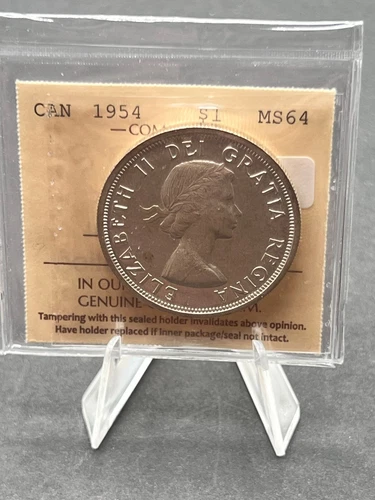 CAN 1954 $1 MS64
COM
ELIZABETH II DEI GRATIA REGINA
IN OU
GENUINE M.
Tampering with this sealed holder invalidates above opinion.
Have holder replaced if inner package/seal not intact.